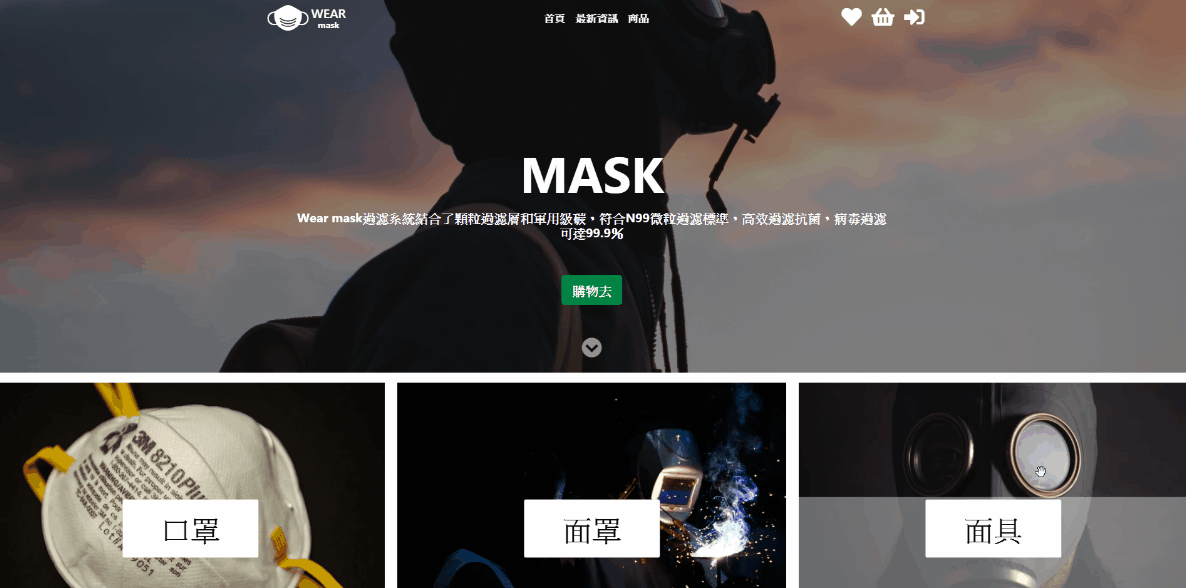 WEAR
mask
首頁 最新資訊 商品
MASK
Wear mask過濾系統結合了顆粒過濾層和軍用級碳，符合N99微粒過濾標準，高效過濾抗菌，病毒過濾
可達99.9%
購物去
3M 8210Plus
口罩
面罩
面具